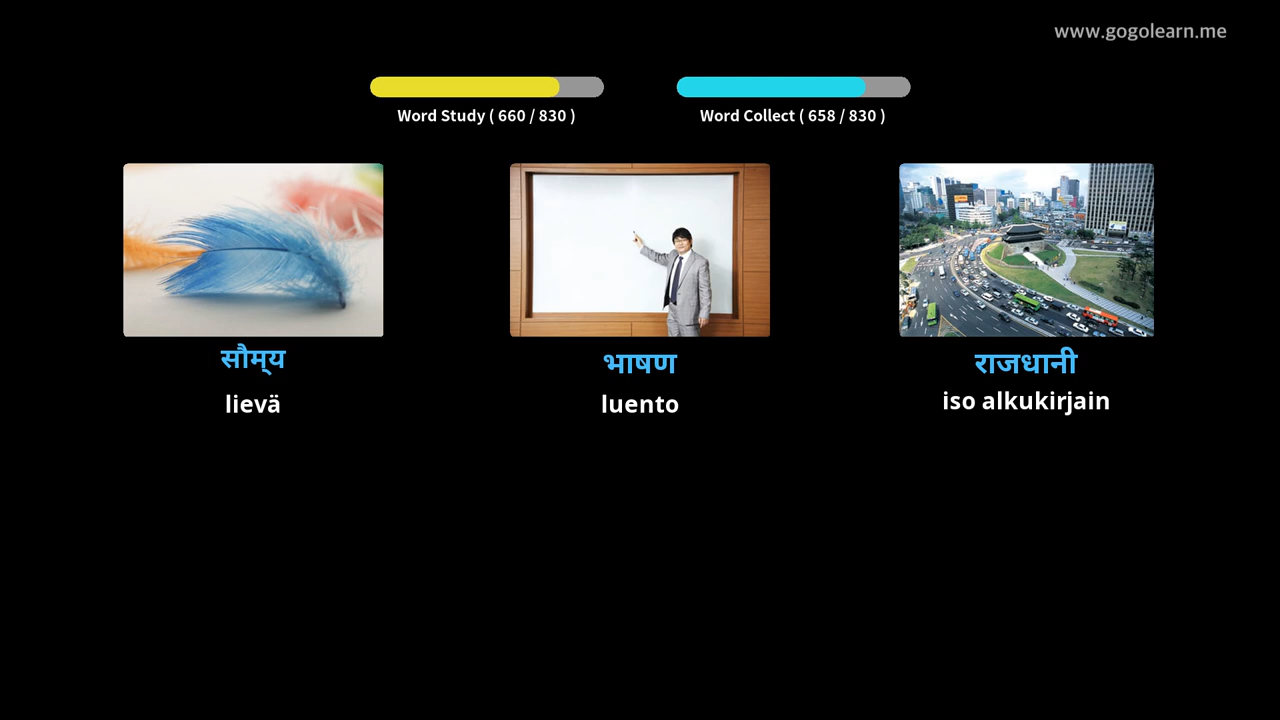 www.gogolearn.me
Word Study ( 660 / 830 )
Word Collect ( 658 / 830 )
सौम्‌य
भाषण
राजधानी
lievä
luento
iso alkukirjain